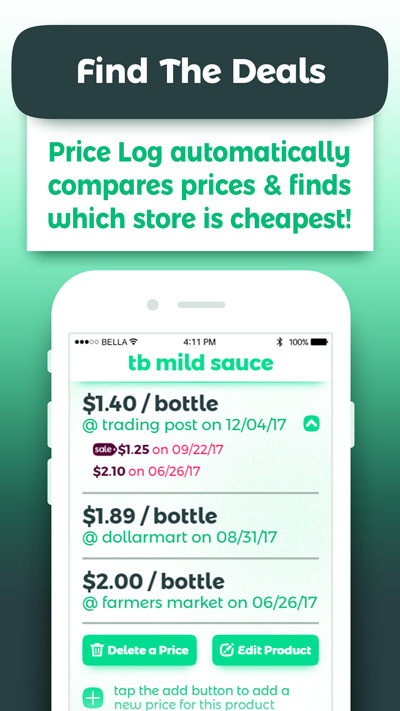 Find The Deals
Price Log automatically
compares prices & finds
which store is cheapest!
BELLA 4:11 PM 100%
tb mild sauce
$1.40 / bottle
@ trading post on 12/04/17
sale $1.25 on 09/22/17
$2.10 on 06/26/17
$1.89 / bottle
@ dollarmart on 08/31/17
$2.00 / bottle
@ farmers market on 06/26/17
Delete a Price Edit Product
tap the add button to add a
new price for this product